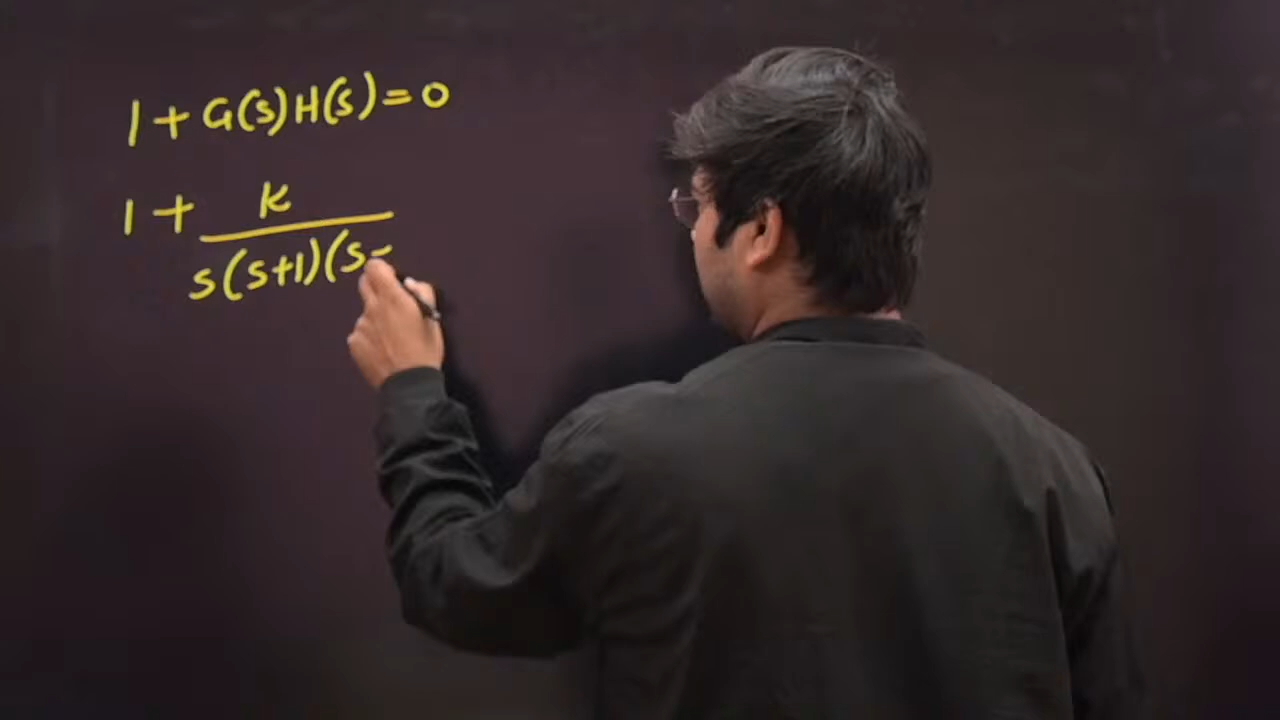 1 + G(s)H(s) = 0
1 + K
s(s+1)(s